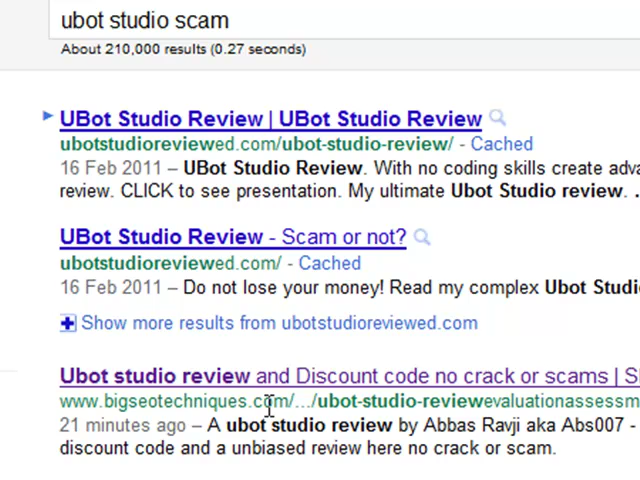 ubot studio scam
About 210,000 results (0.27 seconds)
UBot Studio Review | UBot Studio Review
ubotstudioreviewed.com/ubot-studio-review/ - Cached
16 Feb 2011 – UBot Studio Review. With no coding skills create adva
review. CLICK to see presentation. My ultimate Ubot Studio review. .
UBot Studio Review - Scam or not?
ubotstudioreviewed.com/ - Cached
16 Feb 2011 – Do not lose your money! Read my complex Ubot Studi
Show more results from ubotstudioreviewed.com
Ubot studio review and Discount code no crack or scams | S
www.bigseotechniques.com/.../ubot-studio-reviewevaluationassessm
21 minutes ago – A ubot studio review by Abbas Ravji aka Abs007 -
discount code and a unbiased review here no crack or scam.